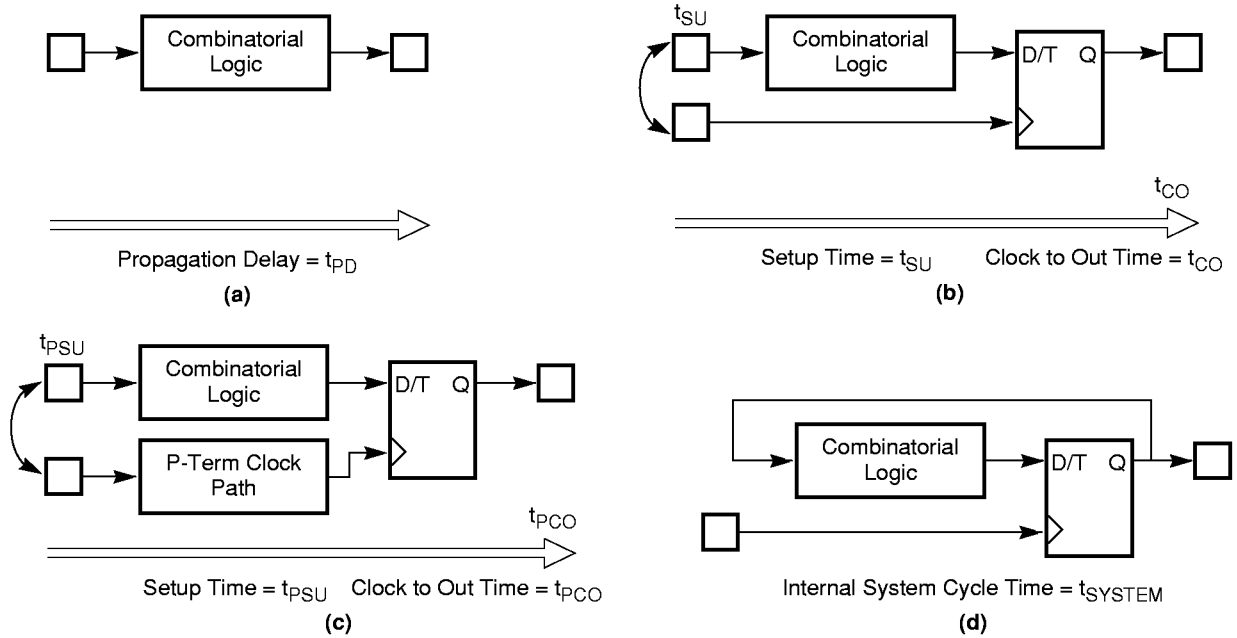 Combinatorial
Logic
Propagation Delay = tPD
(a)
tSU
Combinatorial
Logic
D/T Q
tCO
Setup Time = tSU Clock to Out Time = tCO
(b)
tPSU
Combinatorial
Logic
D/T Q
P-Term Clock
Path
tPCO
Setup Time = tPSU Clock to Out Time = tPCO
(c)
Combinatorial
Logic
D/T Q
Internal System Cycle Time = tSYSTEM
(d)